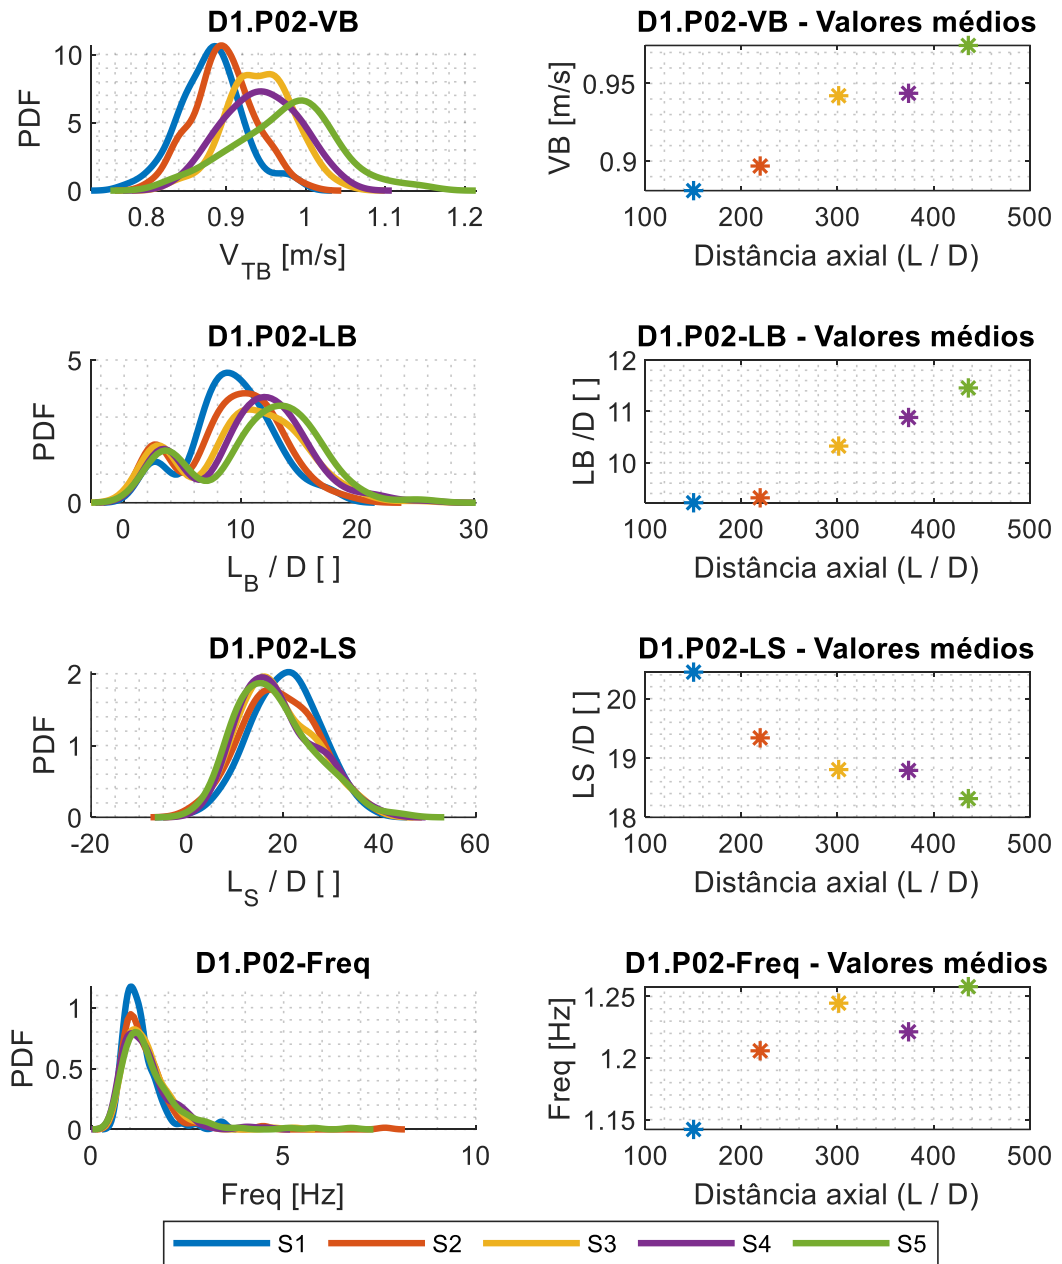 D1.P02-VB
PDF
10
5
0
0.8 0.9 1 1.1 1.2
V_TB [m/s]
D1.P02-VB - Valores médios
VB [m/s]
0.95
0.9
100 200 300 400 500
Distância axial (L / D)
D1.P02-LB
PDF
5
0
0 10 20 30
L_B / D [ ]
D1.P02-LB - Valores médios
LB /D [ ]
12
11
10
100 200 300 400 500
Distância axial (L / D)
D1.P02-LS
PDF
2
1
0
-20 0 20 40 60
L_S / D [ ]
D1.P02-LS - Valores médios
LS /D [ ]
20
19
18
100 200 300 400 500
Distância axial (L / D)
D1.P02-Freq
PDF
1
0.5
0
0 5 10
Freq [Hz]
D1.P02-Freq - Valores médios
Freq [Hz]
1.25
1.2
1.15
100 200 300 400 500
Distância axial (L / D)
S1 S2 S3 S4 S5